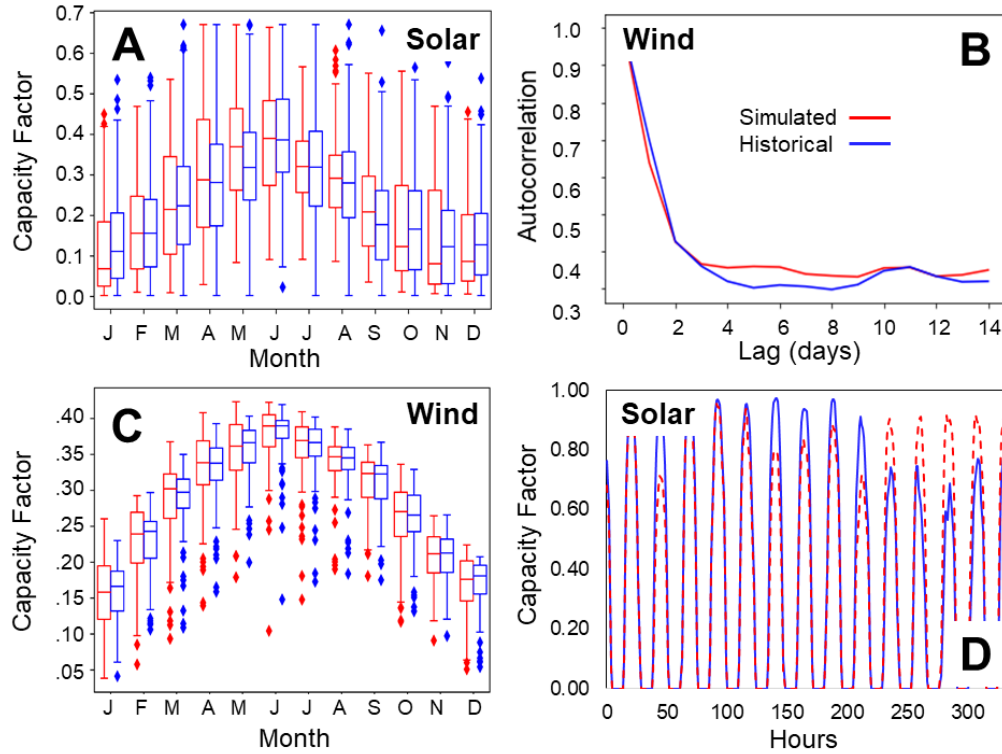 A
Solar
Capacity Factor
0.7
0.6
0.5
0.4
0.3
0.2
0.1
0.0
J F M A M J J A S O N D
Month
Wind
B
Autocorrelation
1.0
0.9
0.8
0.7
0.6
0.5
0.4
0.3
Simulated
Historical
0 2 4 6 8 10 12 14
Lag (days)
C
Wind
Capacity Factor
.40
.35
.30
.25
.20
.15
.10
.05
J F M A M J J A S O N D
Month
Solar
D
Capacity Factor
1.00
0.80
0.60
0.40
0.20
0.00
0 50 100 150 200 250 300
Hours